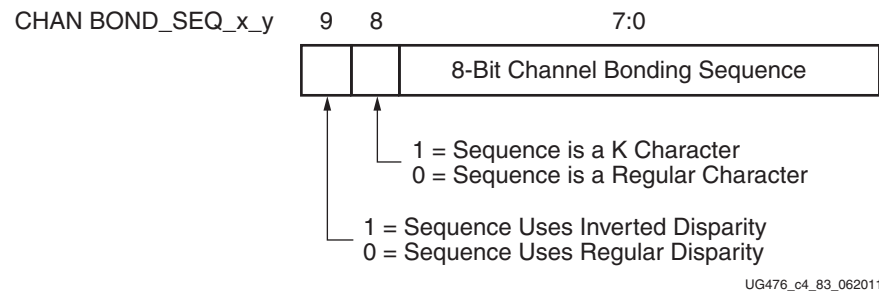 CHAN BOND_SEQ_x_y 9 8 7:0
8-Bit Channel Bonding Sequence
1 = Sequence is a K Character
0 = Sequence is a Regular Character
1 = Sequence Uses Inverted Disparity
0 = Sequence Uses Regular Disparity
UG476_c4_83_062011